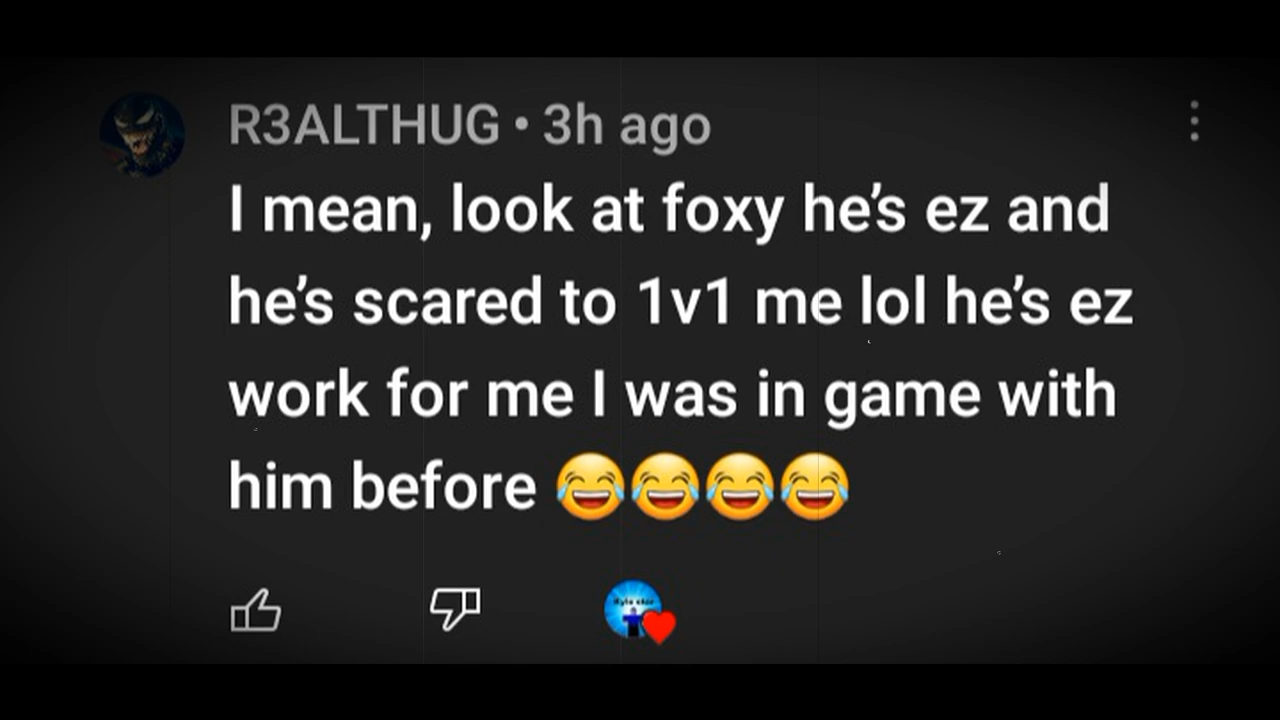 R3ALTHUG • 3h ago
I mean, look at foxy he’s ez and
he’s scared to 1v1 me lol he’s ez
work for me I was in game with
him before 😂😂😂😂